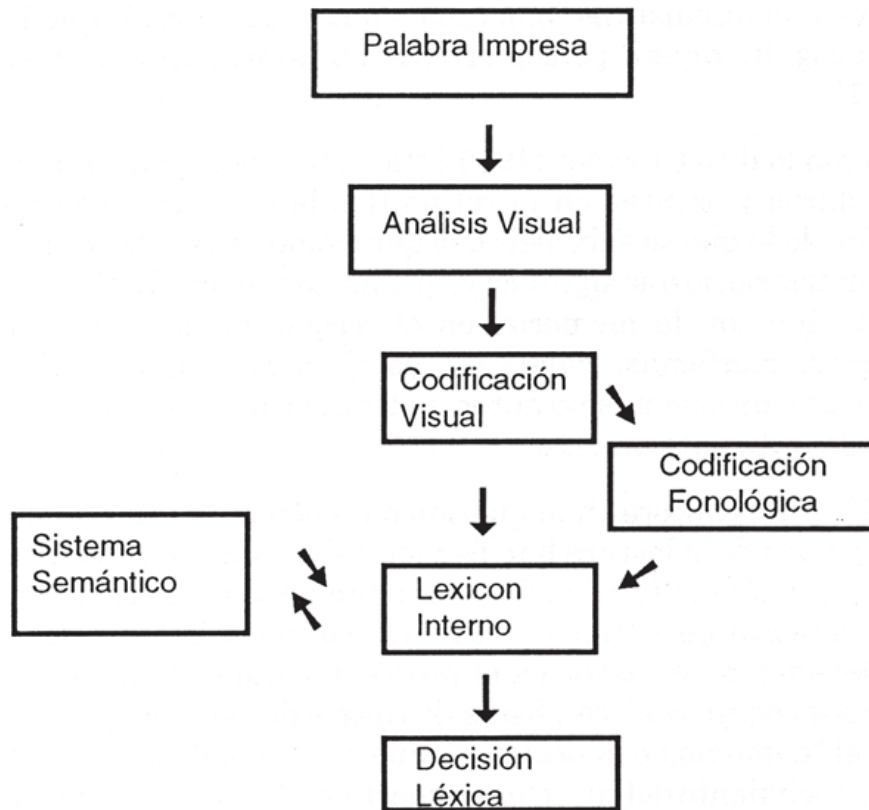 Palabra Impresa
Análisis Visual
Codificación
Visual
Codificación
Fonológica
Sistema
Semántico
Lexicon
Interno
Decisión
Léxica